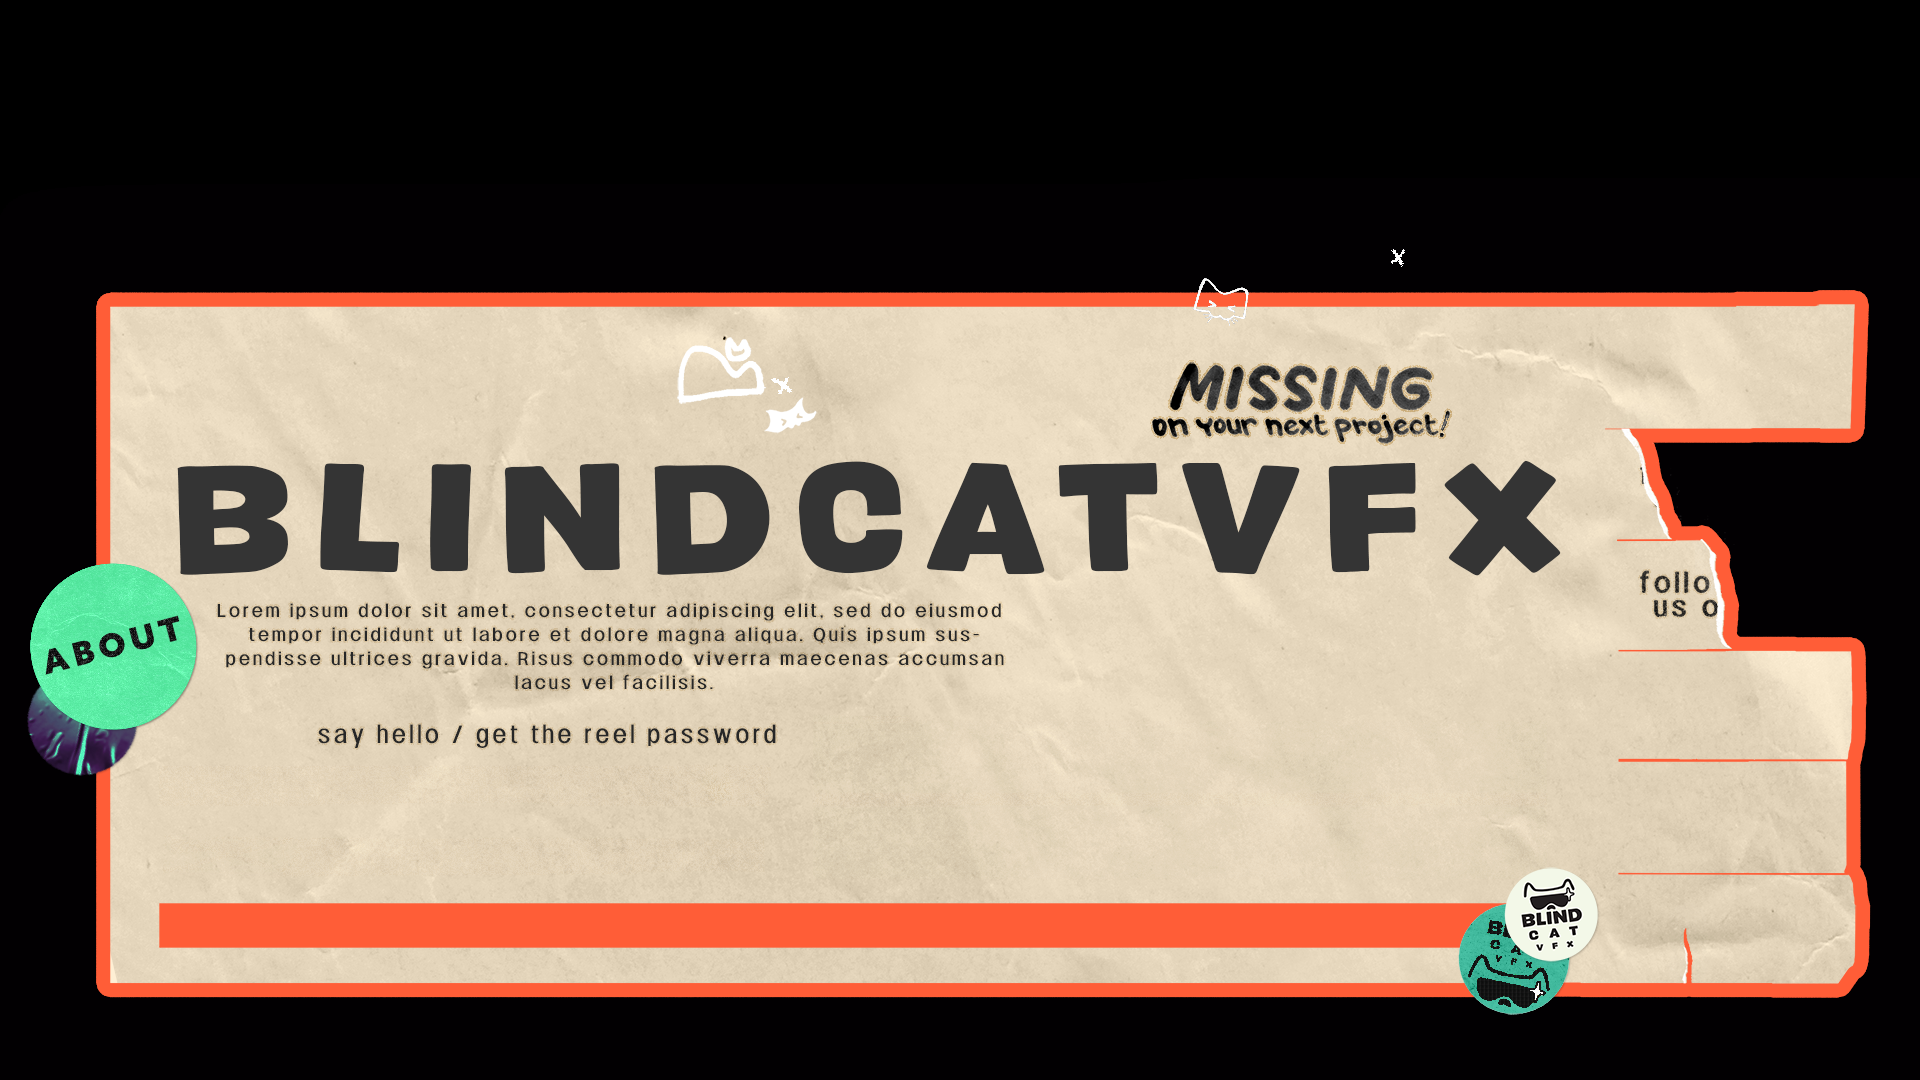 MISSING
on your next project!
BLINDCATVFX
ABOUT
Lorem ipsum dolor sit amet, consectetur adipiscing elit, sed do eiusmod
tempor incididunt ut labore et dolore magna aliqua. Quis ipsum sus-
pendisse ultrices gravida. Risus commodo viverra maecenas accumsan
lacus vel facilisis.
say hello / get the reel password
follo
us o
BLIND
CAT
VFX